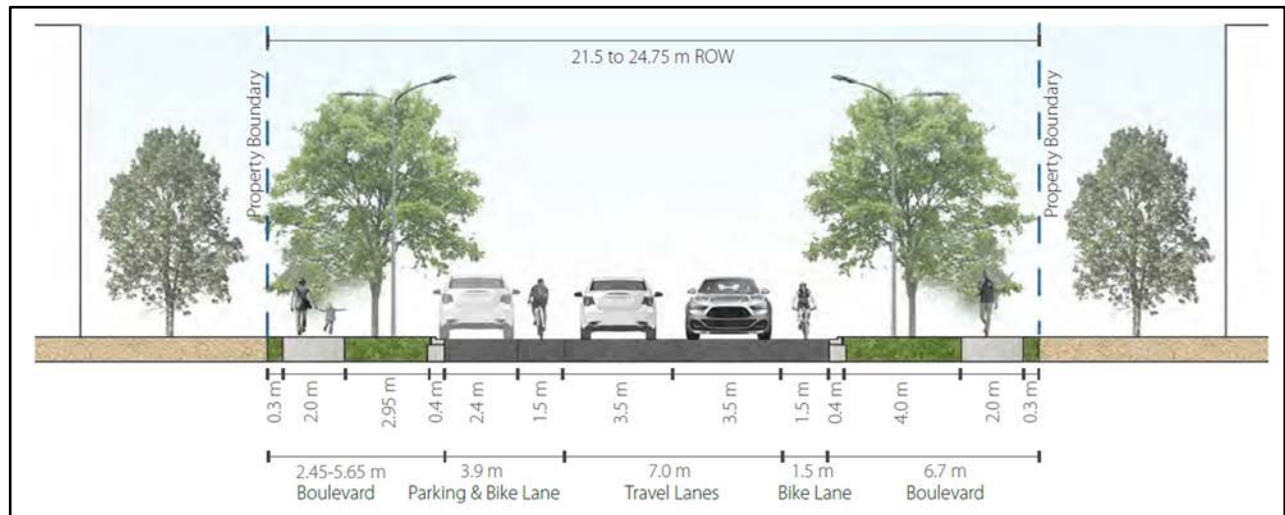 21.5 to 24.75 m ROW
Property Boundary
Property Boundary
0.3 m
2.0 m
2.95 m
0.4 m
2.4 m
1.5 m
3.5 m
3.5 m
1.5 m
0.4 m
4.0 m
2.0 m
0.3 m
2.45-5.65 m
Boulevard
3.9 m
Parking & Bike Lane
7.0 m
Travel Lanes
1.5 m
Bike Lane
6.7 m
Boulevard